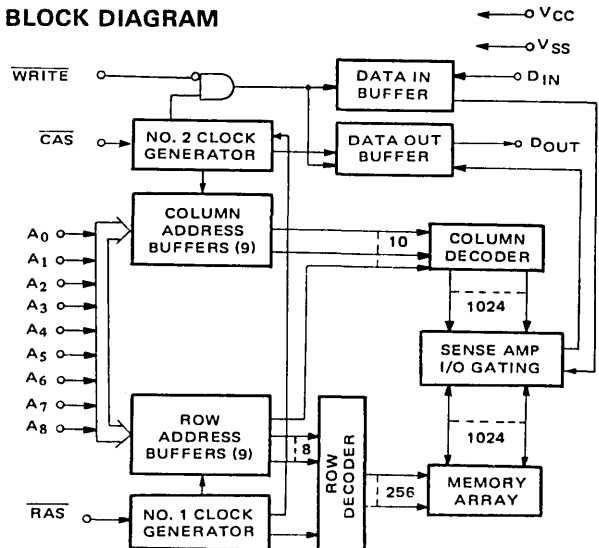 BLOCK DIAGRAM
VCC
VSS
WRITE
DATA IN
BUFFER
DIN
CAS
NO. 2 CLOCK
GENERATOR
DATA OUT
BUFFER
DOUT
COLUMN
ADDRESS
BUFFERS (9)
10
COLUMN
DECODER
A0
A1
A2
A3
A4
A5
A6
A7
A8
1024
SENSE AMP
I/O GATING
1024
ROW
ADDRESS
BUFFERS (9)
8
ROW
DECODER
256
MEMORY
ARRAY
RAS
NO. 1 CLOCK
GENERATOR